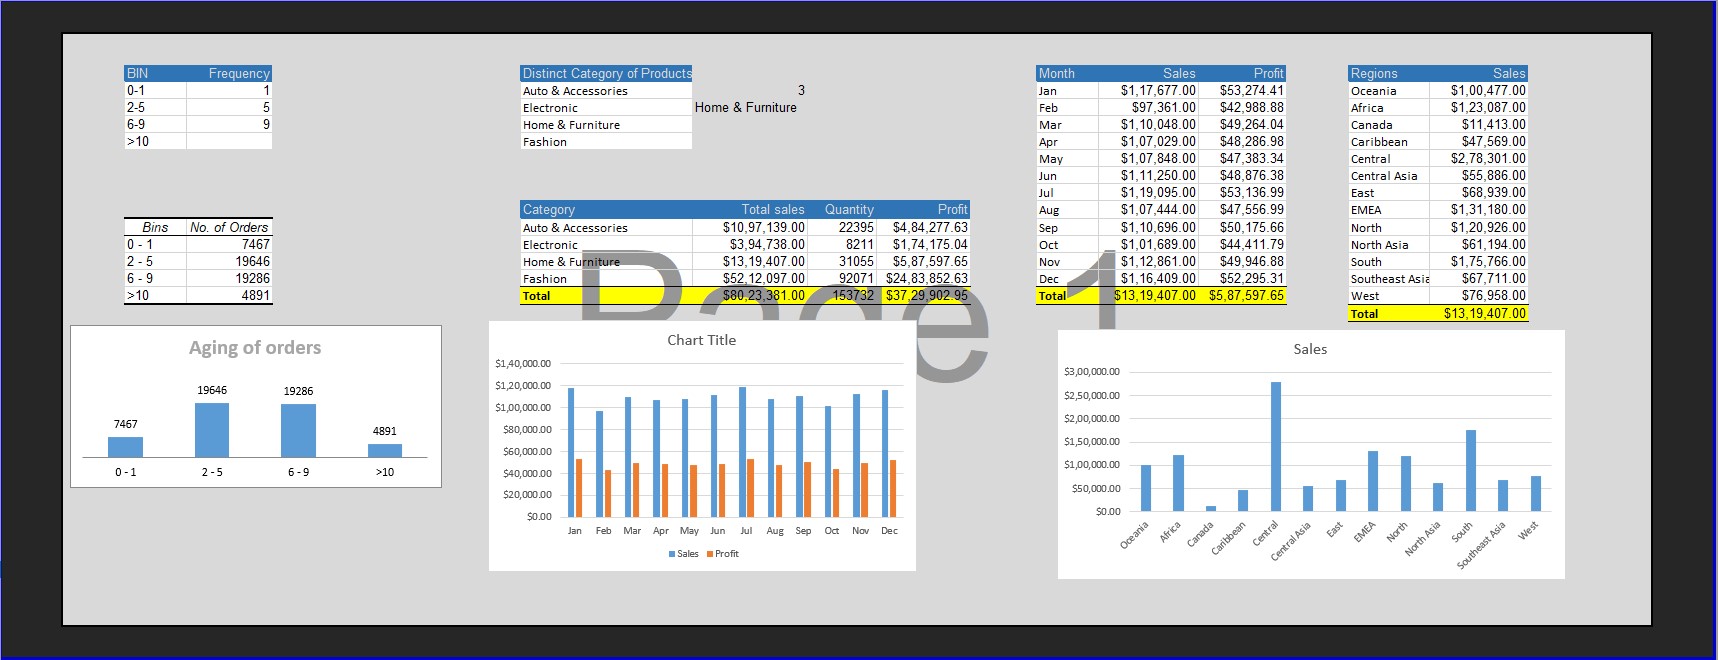 BIN Frequency
0-1 1
2-5 5
6-9 9
>10
Bins No. of Orders
0 - 1 7467
2 - 5 19646
6 - 9 19286
>10 4891
Aging of orders
7467 19646 19286 4891
0 - 1 2 - 5 6 - 9 >10
Distinct Category of Products
Auto & Accessories 3
Electronic Home & Furniture
Home & Furniture
Fashion
Category Total sales Quantity Profit
Auto & Accessories $10,97,139.00 22395 $4,84,277.63
Electronic $3,94,738.00 8211 $1,74,175.04
Home & Furniture $13,19,407.00 31055 $5,87,597.65
Fashion $52,12,097.00 92071 $24,83,852.63
Total $80,23,381.00 153732 $37,29,902.95
Page 1
Chart Title
$1,40,000.00
$1,20,000.00
$1,00,000.00
$80,000.00
$60,000.00
$40,000.00
$20,000.00
$0.00
Jan Feb Mar Apr May Jun Jul Aug Sep Oct Nov Dec
Sales Profit
Month Sales Profit
Jan $1,17,677.00 $53,274.41
Feb $97,361.00 $42,988.88
Mar $1,10,048.00 $49,264.04
Apr $1,07,029.00 $48,286.98
May $1,07,848.00 $47,383.34
Jun $1,11,250.00 $48,876.38
Jul $1,19,095.00 $53,136.99
Aug $1,07,444.00 $47,556.99
Sep $1,10,696.00 $50,175.66
Oct $1,01,689.00 $44,411.79
Nov $1,12,861.00 $49,946.88
Dec $1,16,409.00 $52,295.31
Total $13,19,407.00 $5,87,597.65
Regions Sales
Oceania $1,00,477.00
Africa $1,23,087.00
Canada $11,413.00
Caribbean $47,569.00
Central $2,78,301.00
Central Asia $55,886.00
East $68,939.00
EMEA $1,31,180.00
North $1,20,926.00
North Asia $61,194.00
South $1,75,766.00
Southeast Asia $67,711.00
West $76,958.00
Total $13,19,407.00
Sales
$3,00,000.00
$2,50,000.00
$2,00,000.00
$1,50,000.00
$1,00,000.00
$50,000.00
$0.00
Oceania Africa Canada Caribbean Central Central Asia East EMEA North North Asia South Southeast Asia West